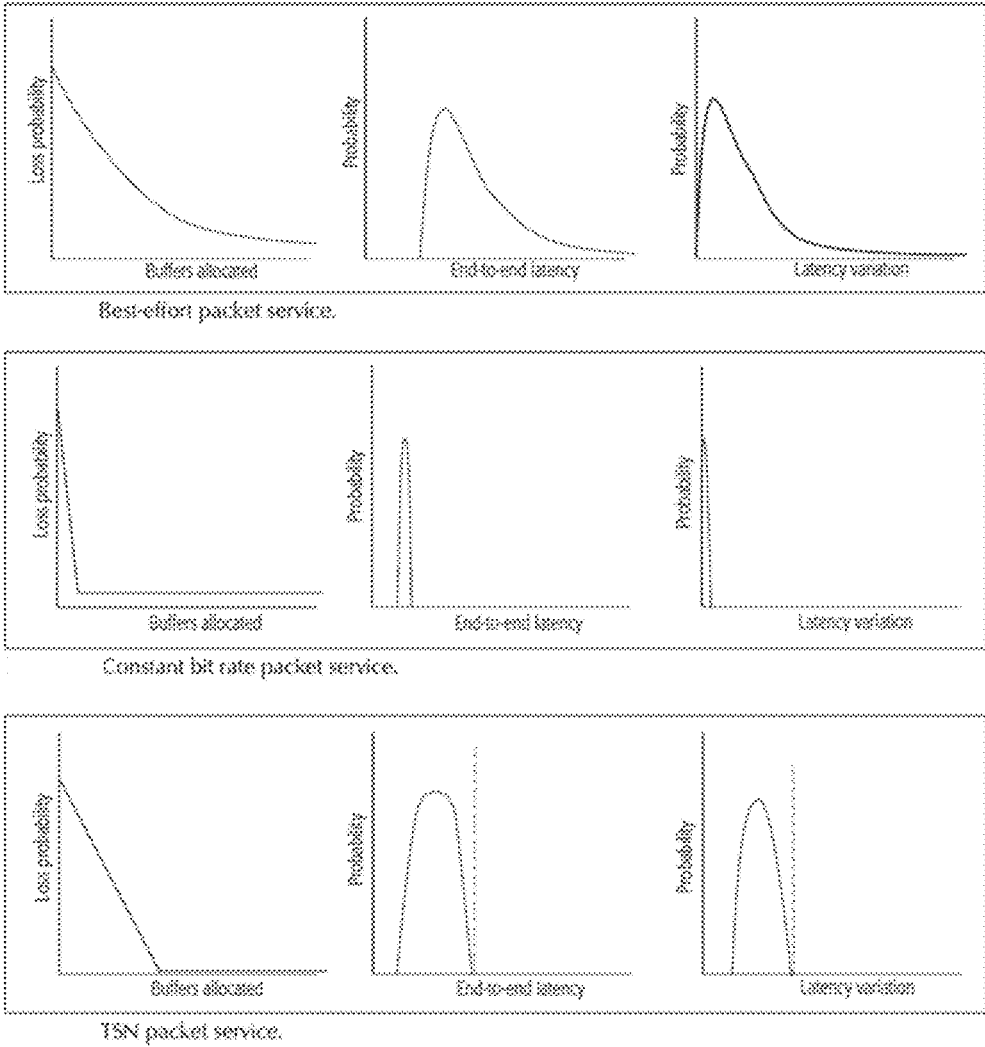 Loss probability
Buffers allocated
Probability
End-to-end latency
Probability
Latency variation
Best-effort packet service.
Loss probability
Buffers allocated
Probability
End-to-end latency
Probability
Latency variation
Constant bit rate packet service.
Loss probability
Buffers allocated
Probability
End-to-end latency
Probability
Latency variation
TSN packet service.